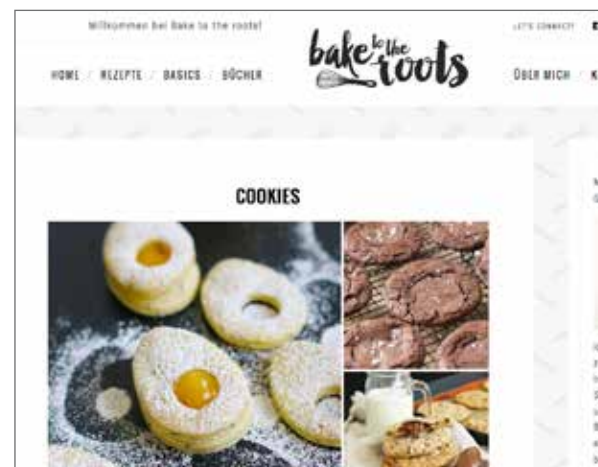 Willkommen bei Bake to the roots!
LET'S CONNECT!
bake to the roots
HOME / REZEPTE / BASICS / BÜCHER
ÜBER MICH /
COOKIES